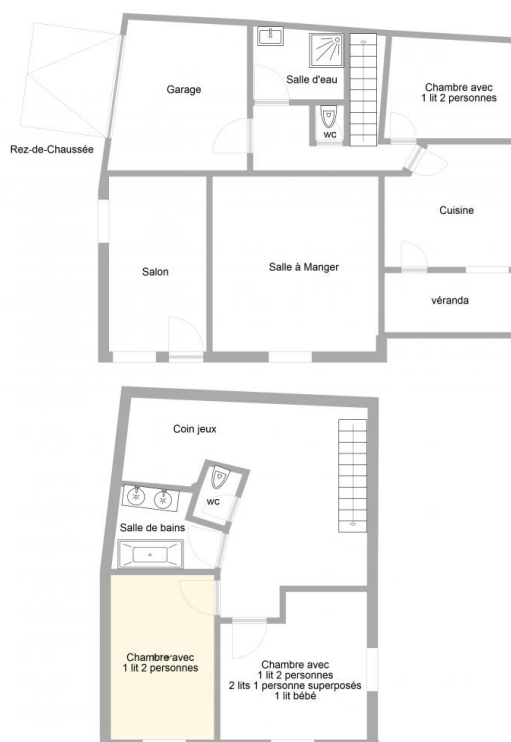 Garage
Salle d'eau
Chambre avec
1 lit 2 personnes
wc
Rez-de-Chaussée
Cuisine
Salon
Salle à Manger
véranda
Coin jeux
wc
Salle de bains
Chambre avec
1 lit 2 personnes
Chambre avec
1 lit 2 personnes
2 lits 1 personne superposés
1 lit bébé